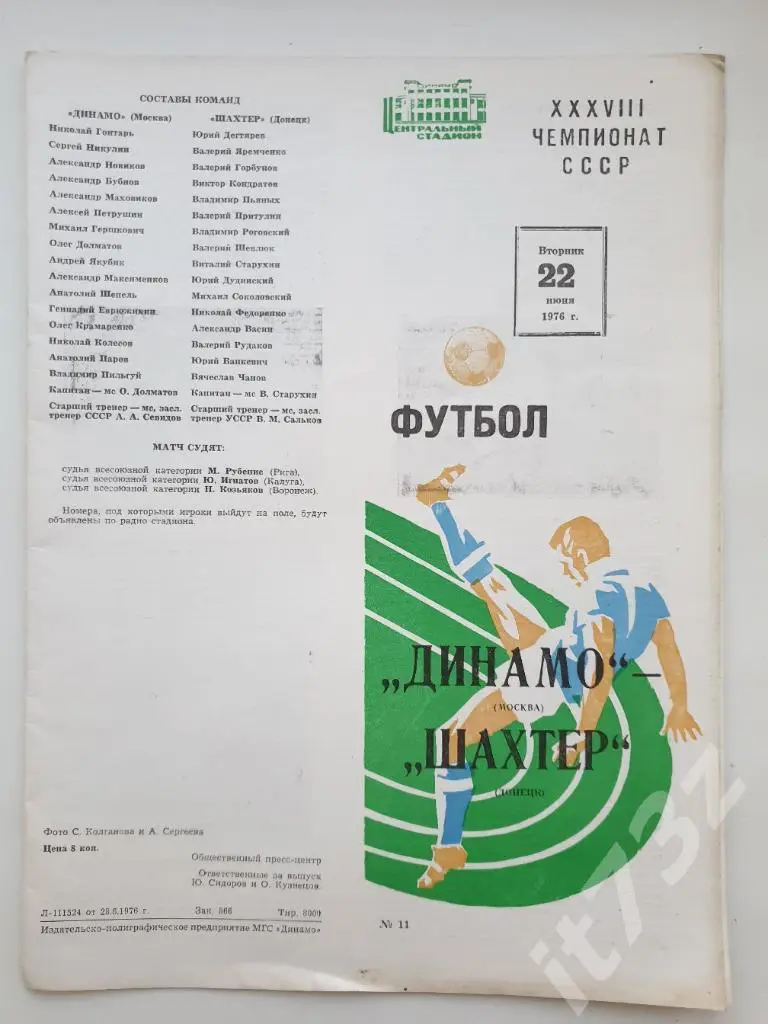 СОСТАВЫ КОМАНД
«ДИНАМО» (Москва) «ШАХТЕР» (Донецк)
Николай Гонтарь Юрий Дегтярев
Сергей Никулин Валерий Яремченко
Александр Новиков Валерий Горбунов
Александр Бубнов Виктор Кондратов
Александр Маховиков Владимир Пьяных
Алексей Петрушин Валерий Притулин
Михаил Гершкович Владимир Роговский
Олег Долматов Валерий Шевлюк
Андрей Якубик Виталий Старухин
Александр Максименков Юрий Дудинский
Анатолий Шепель Михаил Соколовский
Геннадий Еврюжихин Николай Федоренко
Олег Крамаренко Александр Васин
Николай Колесов Валерий Рудаков
Анатолий Паров Юрий Ванкевич
Владимир Пильгуй Вячеслав Чанов
Капитан — мс О. Долматов Капитан — мс В. Старухин
Старший тренер — мс, засл. Старший тренер — мс, засл.
тренер СССР А. А. Севидов тренер УССР В. М. Сальков
МАТЧ СУДЯТ:
судья всесоюзной категории М. Рубенис (Рига),
судья всесоюзной категории Ю. Игнатов (Калуга),
судья всесоюзной категории Н. Козьяков (Воронеж).
Номера, под которыми игроки выйдут на поле, будут
объявлены по радио стадиона.
Фото С. Колганова и А. Сергеева
Цена 8 коп.
Общественный пресс-центр
Ответственные за выпуск
Ю. Сидоров и О. Кузнецов
Л-111524 от 28.5.1976 г. Зак. 866 Тир. 8000
Издательско-полиграфическое предприятие МГС «Динамо»
ДИНАМО
ЦЕНТРАЛЬНЫЙ
СТАДИОН
XXXVIII
ЧЕМПИОНАТ
СССР
Вторник
22
июня
1976 г.
ФУТБОЛ
„ДИНАМО“ —
(МОСКВА)
„ШАХТЕР“
(ДОНЕЦК)
№ 11
it73z